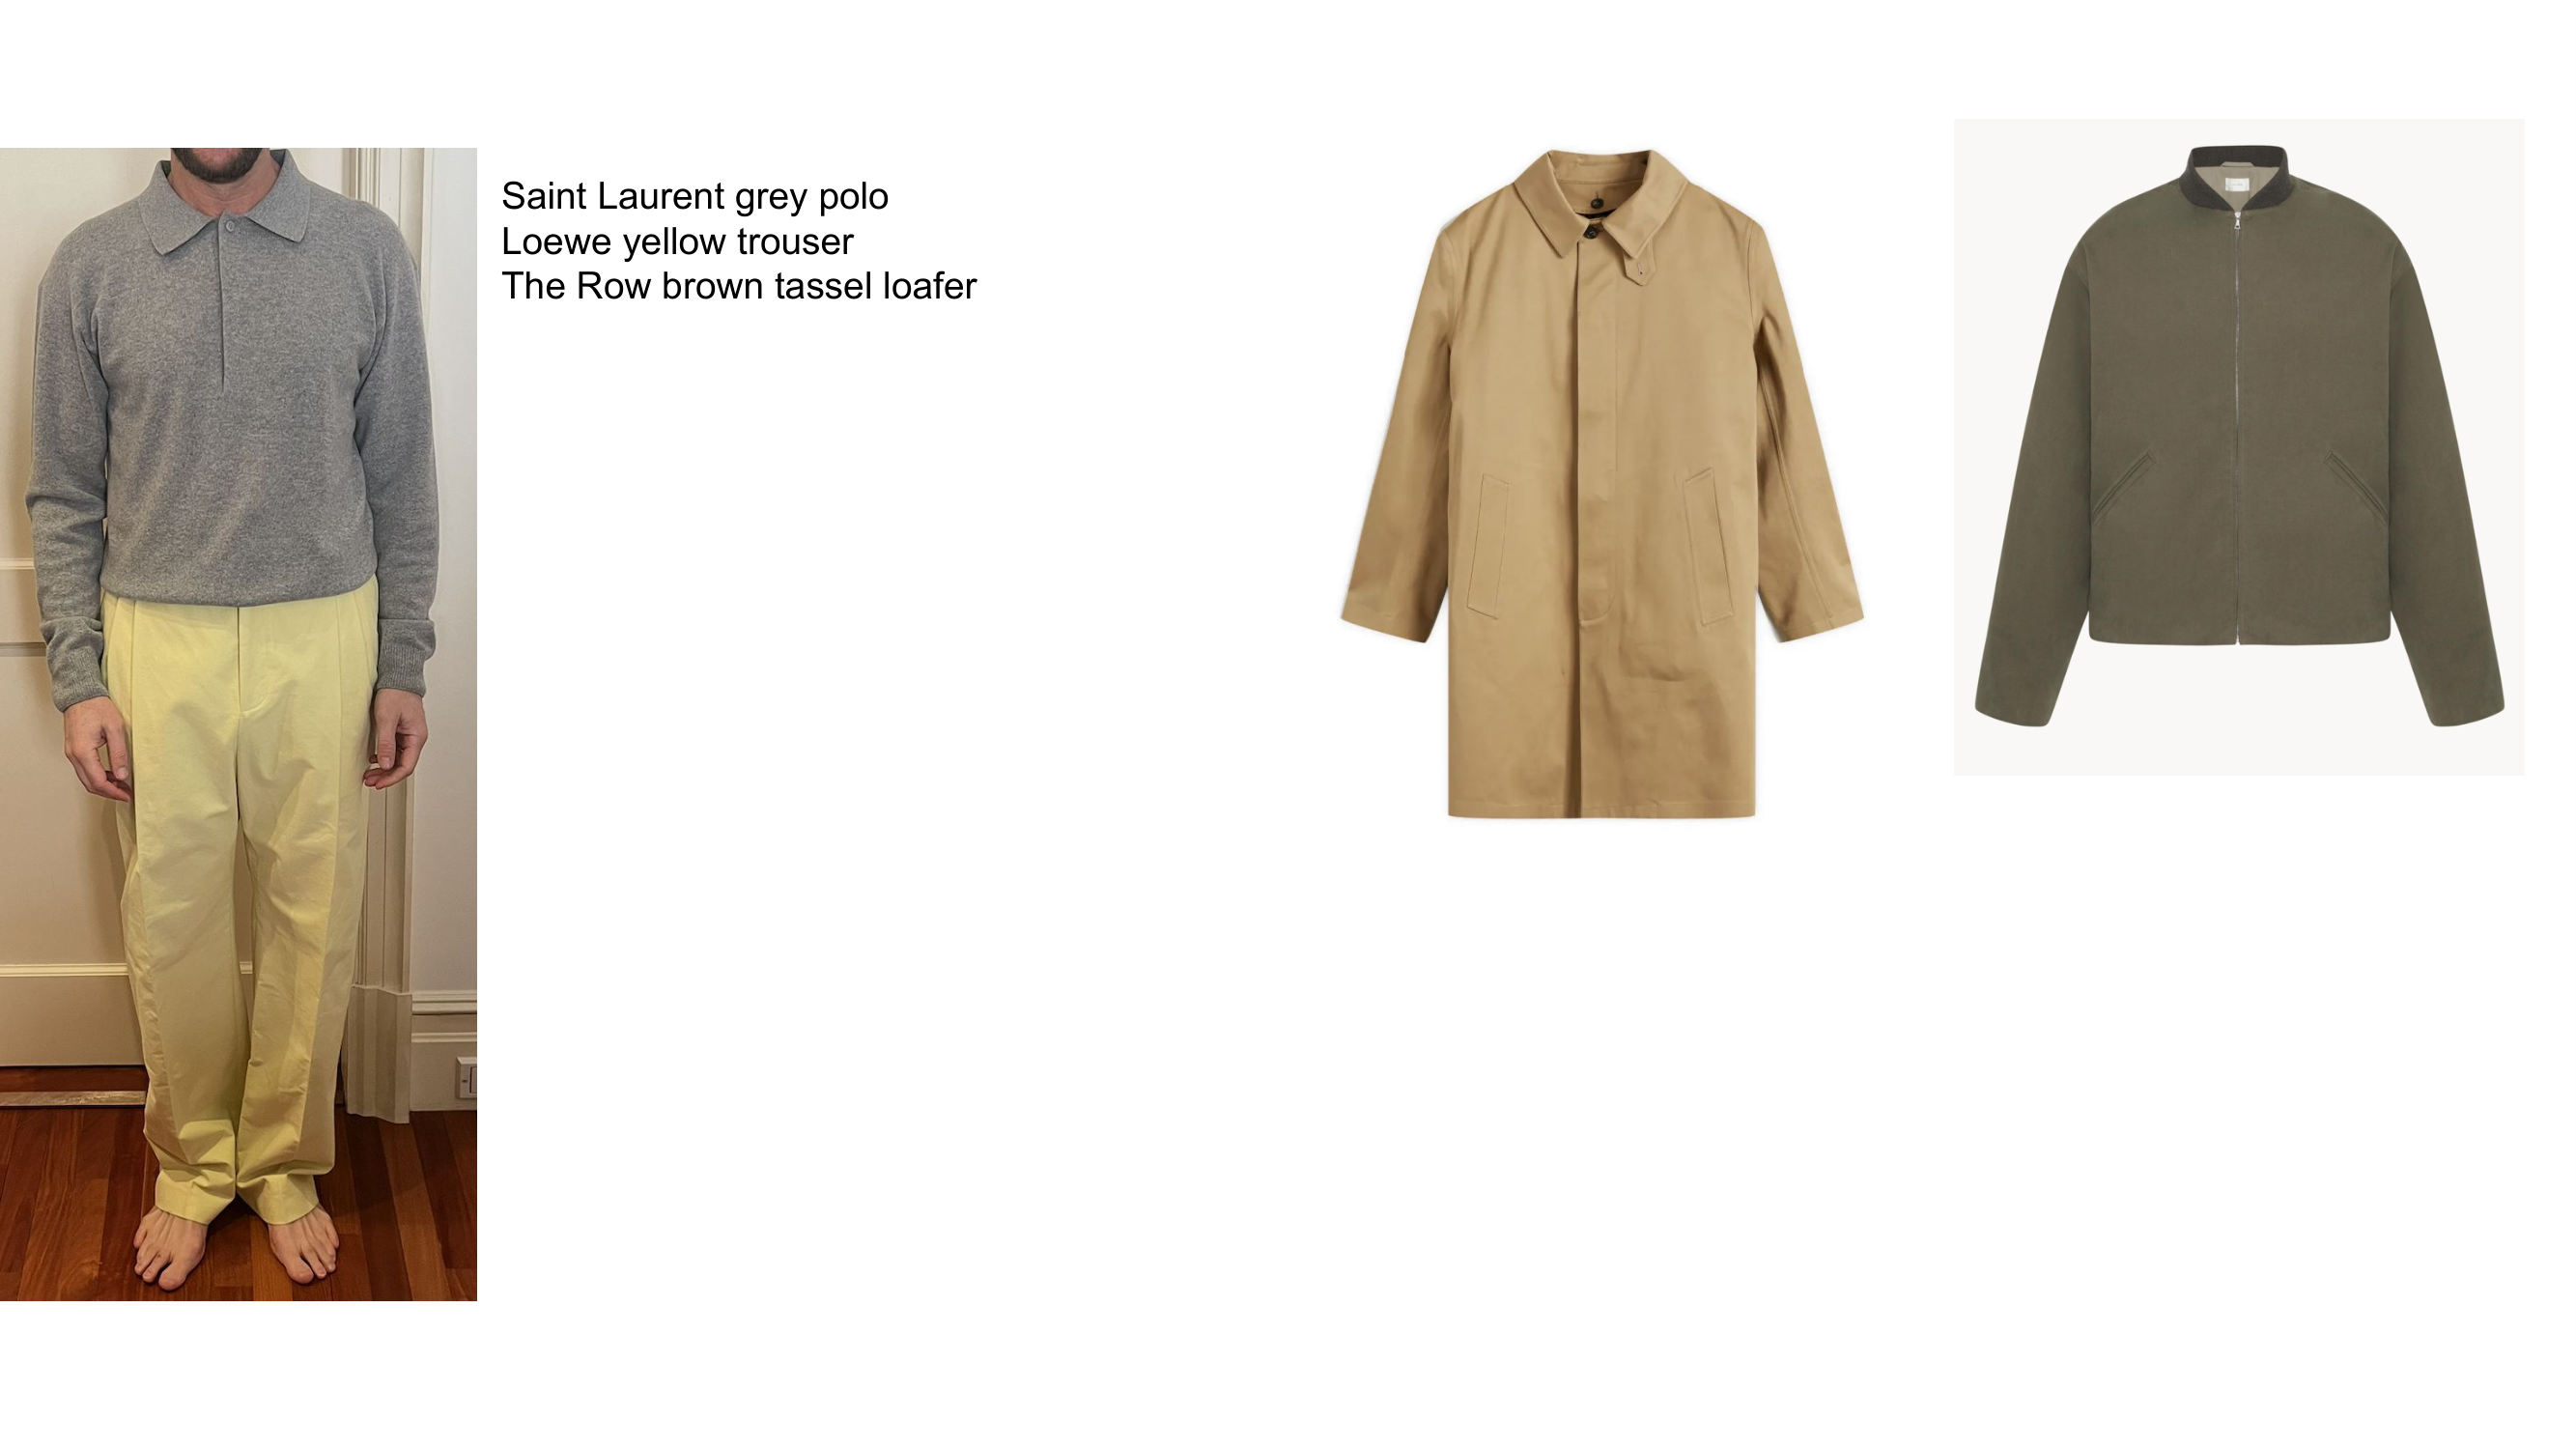 Saint Laurent grey polo
Loewe yellow trouser
The Row brown tassel loafer